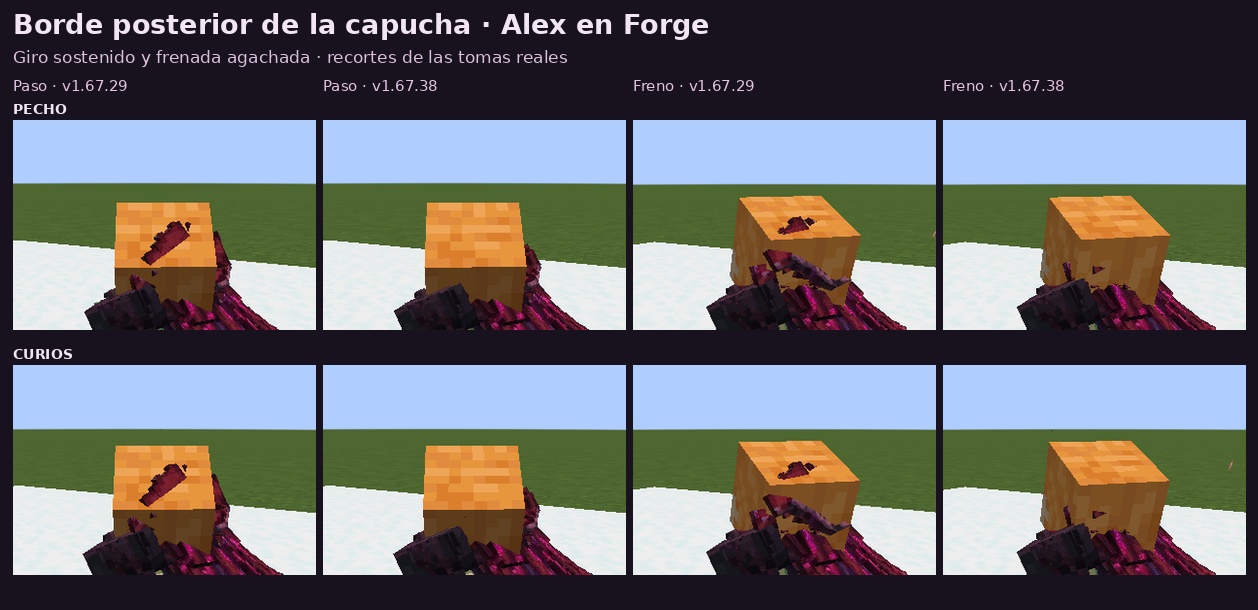 Borde posterior de la capucha · Alex en Forge
Giro sostenido y frenada agachada · recortes de las tomas reales
Paso · v1.67.29
Paso · v1.67.38
Freno · v1.67.29
Freno · v1.67.38
PECHO
CURIOS